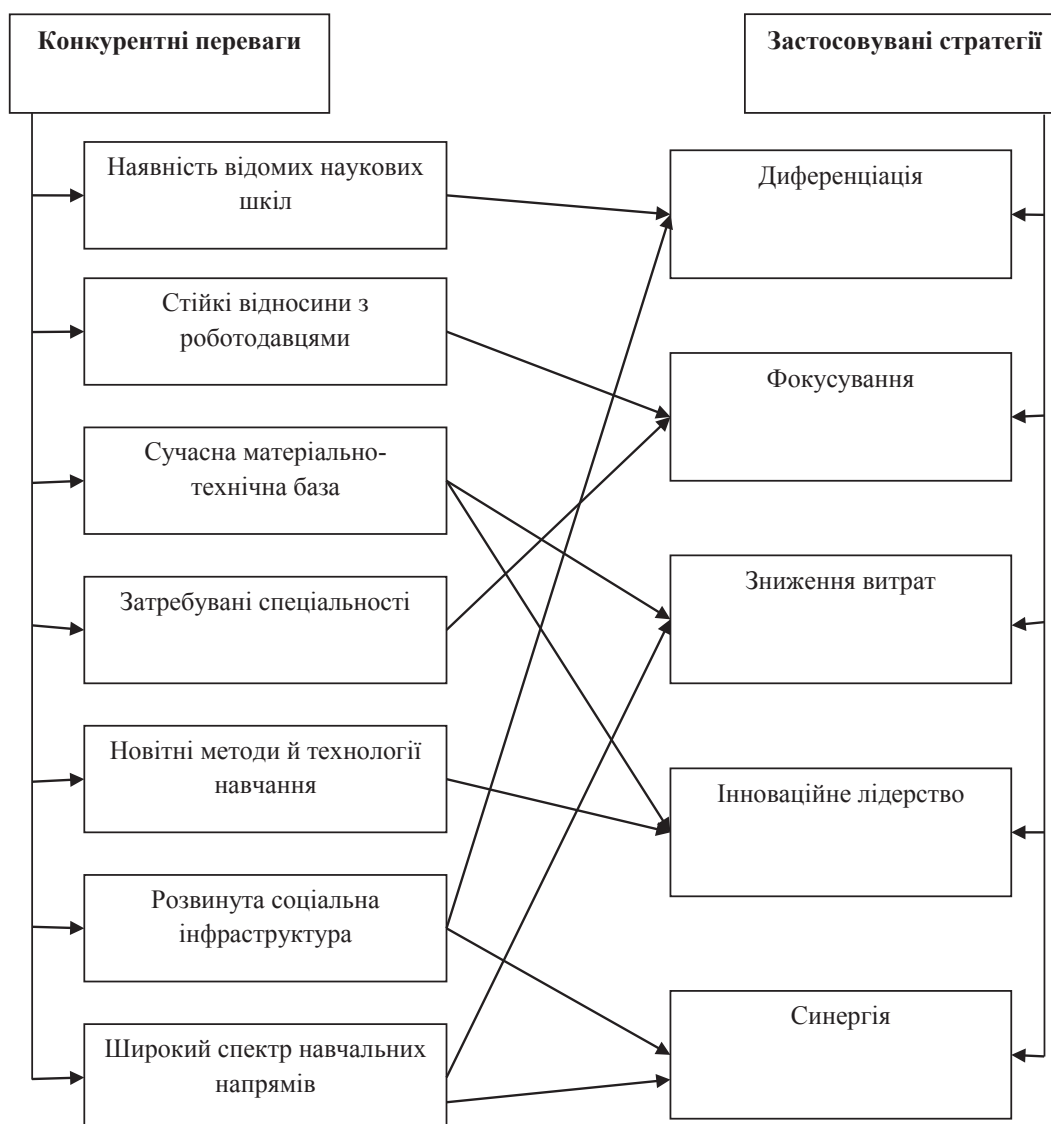 Конкурентні переваги
Застосовувані стратегії
Наявність відомих наукових
шкіл
Стійкі відносини з
роботодавцями
Сучасна матеріально-
технічна база
Затребувані спеціальності
Новітні методи й технології
навчання
Розвинута соціальна
інфраструктура
Широкий спектр навчальних
напрямів
Диференціація
Фокусування
Зниження витрат
Інноваційне лідерство
Синергія